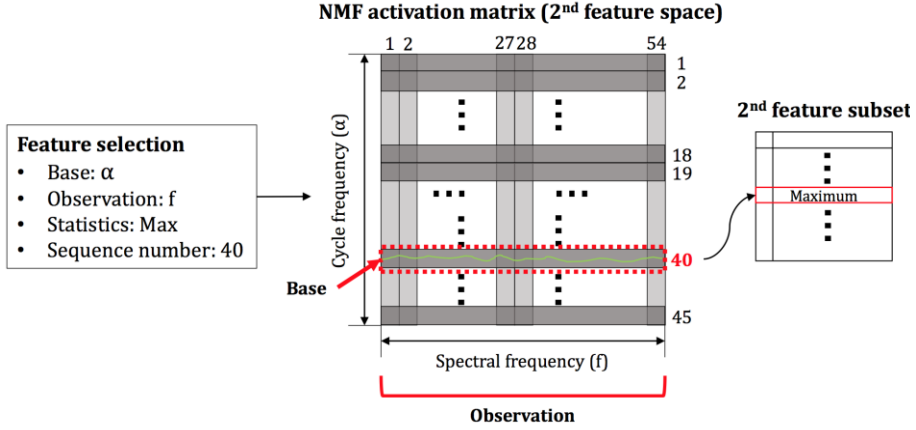 NMF activation matrix (2nd feature space)
1 2 27 28 54
1
2
2nd feature subset
Feature selection
• Base: α
• Observation: f
• Statistics: Max
• Sequence number: 40
Cycle frequency (α)
18
19
Maximum
40
Base
45
Spectral frequency (f)
Observation